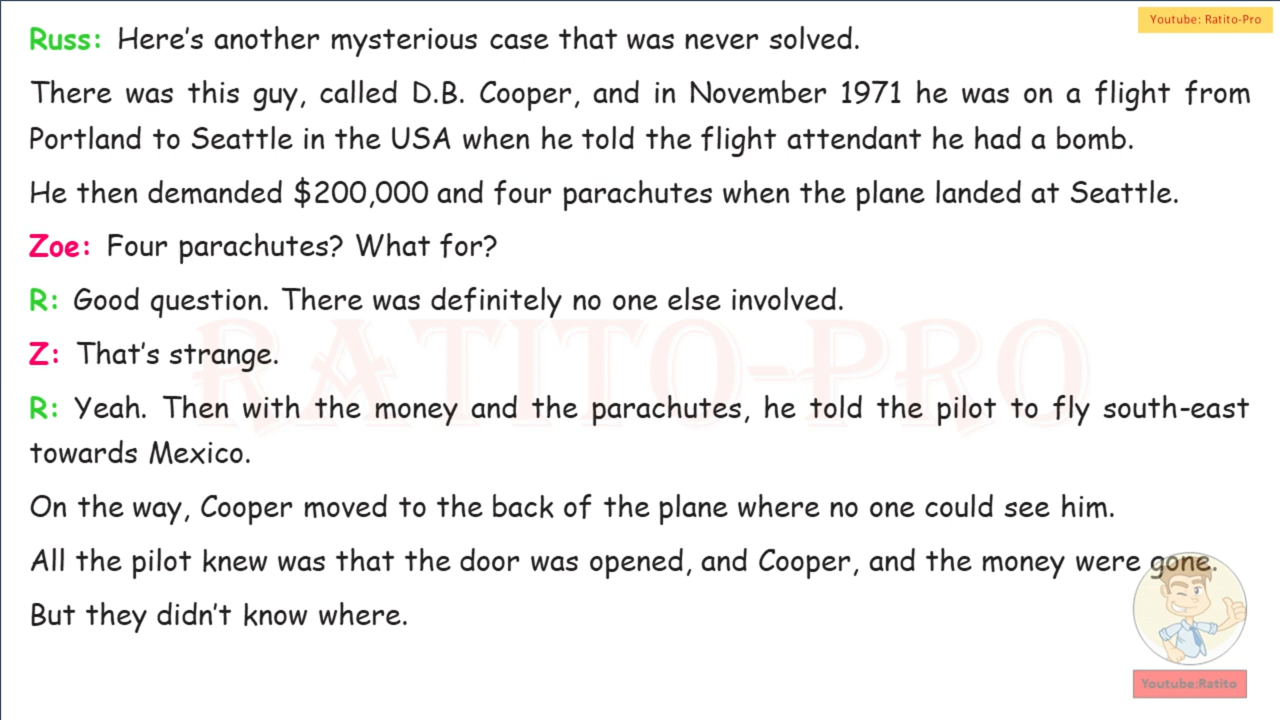 Youtube: Ratito-Pro
Russ: Here's another mysterious case that was never solved.
There was this guy, called D.B. Cooper, and in November 1971 he was on a flight from
Portland to Seattle in the USA when he told the flight attendant he had a bomb.
He then demanded $200,000 and four parachutes when the plane landed at Seattle.
Zoe: Four parachutes? What for?
R: Good question. There was definitely no one else involved.
RATITO-PRO
Z: That's strange.
R: Yeah. Then with the money and the parachutes, he told the pilot to fly south-east
towards Mexico.
On the way, Cooper moved to the back of the plane where no one could see him.
All the pilot knew was that the door was opened, and Cooper, and the money were gone.
But they didn't know where.
Youtube:Ratito